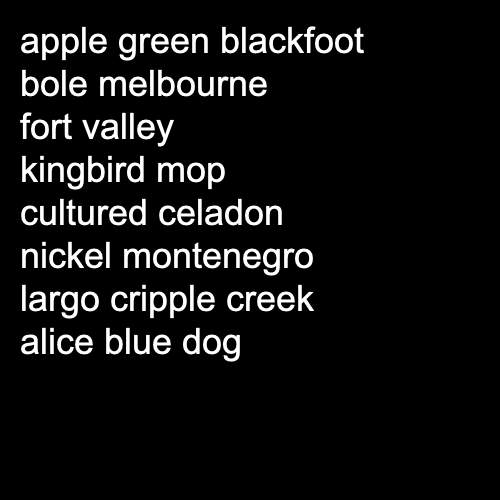 apple green blackfoot
bole melbourne
fort valley
kingbird mop
cultured celadon
nickel montenegro
largo cripple creek
alice blue dog